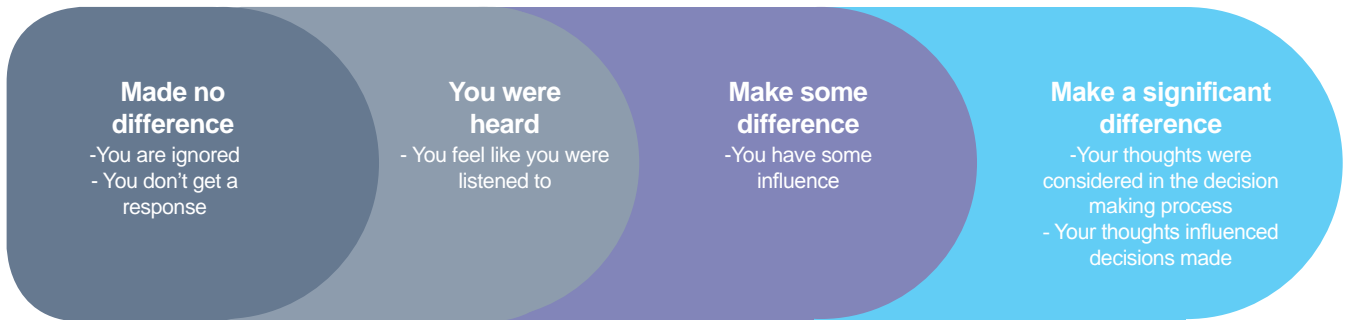 Made no
difference
-You are ignored
- You don’t get a
response
You were
heard
- You feel like you were
listened to
Make some
difference
-You have some
influence
Make a significant
difference
-Your thoughts were
considered in the decision
making process
- Your thoughts influenced
decisions made